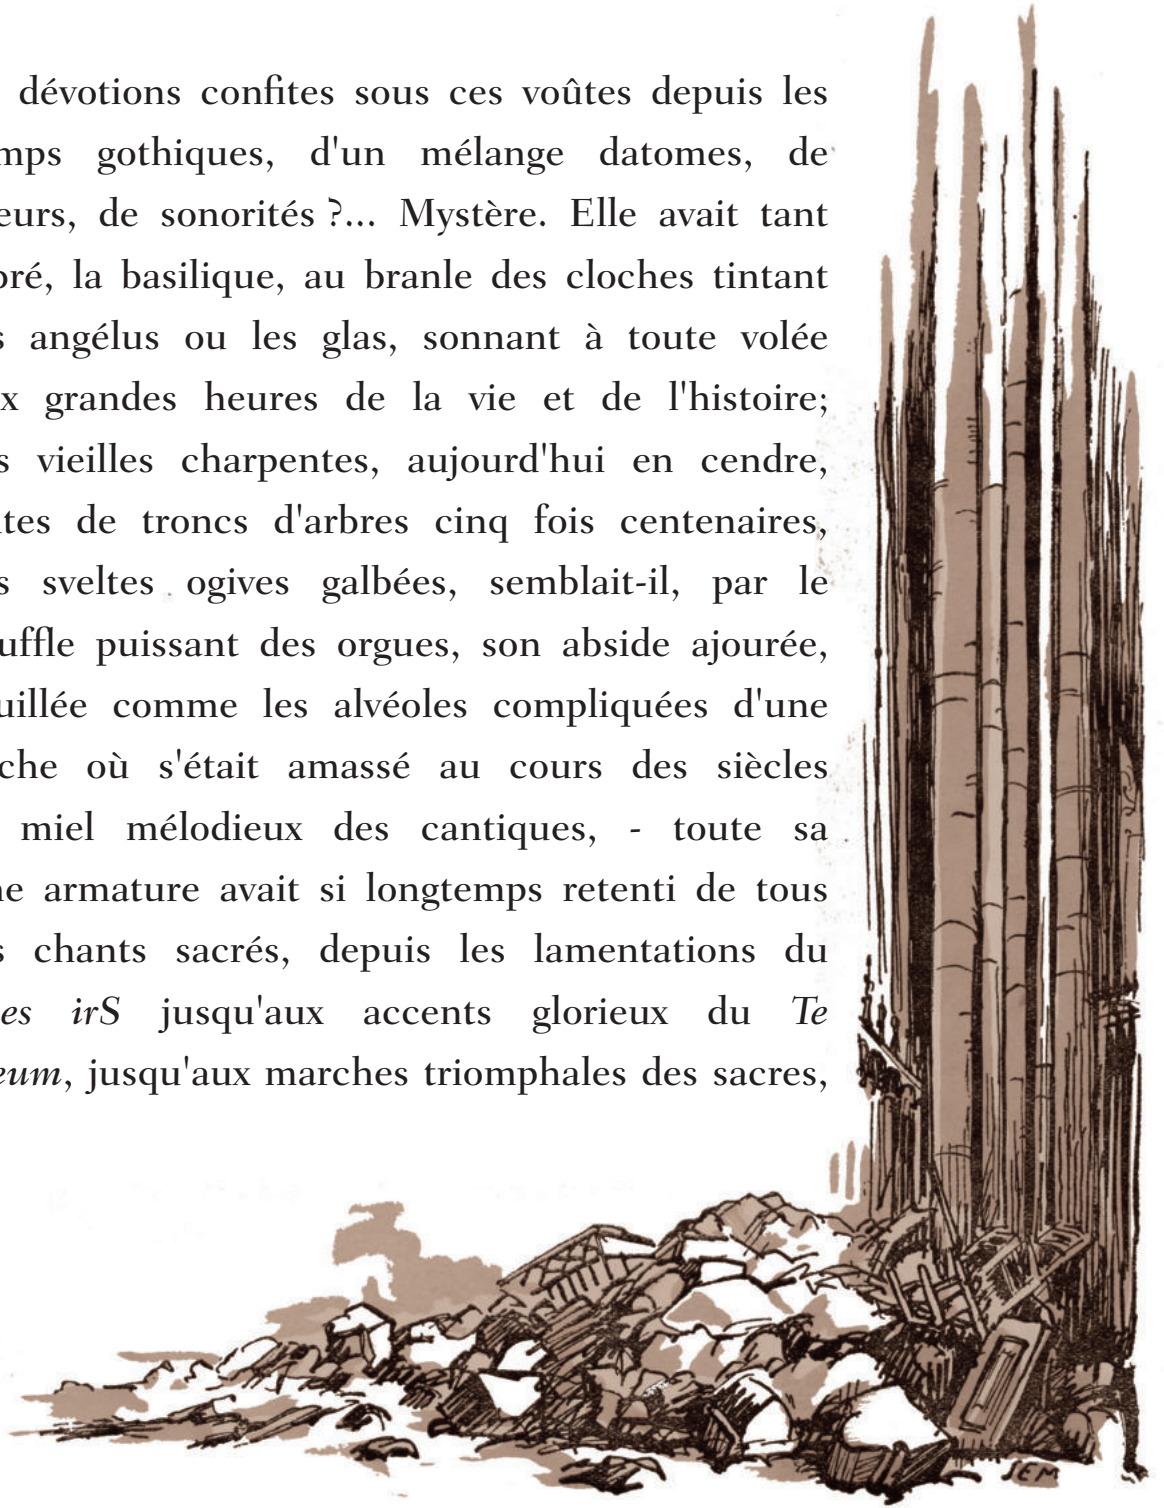 dévotions confites sous ces voûtes depuis les
mps gothiques, d'un mélange datomes, de
eurs, de sonorités ?... Mystère. Elle avait tant
bré, la basilique, au branle des cloches tintant
s angélus ou les glas, sonnant à toute volée
x grandes heures de la vie et de l'histoire;
s vieilles charpentes, aujourd'hui en cendre,
ites de troncs d'arbres cinq fois centenaires,
s sveltes ogives galbées, semblait-il, par le
uffle puissant des orgues, son abside ajourée,
uillée comme les alvéoles compliquées d'une
che où s'était amassé au cours des siècles
miel mélodieux des cantiques, - toute sa
ne armature avait si longtemps retenti de tous
s chants sacrés, depuis les lamentations du
es irS jusqu'aux accents glorieux du Te
eum, jusqu'aux marches triomphales des sacres,
SEM